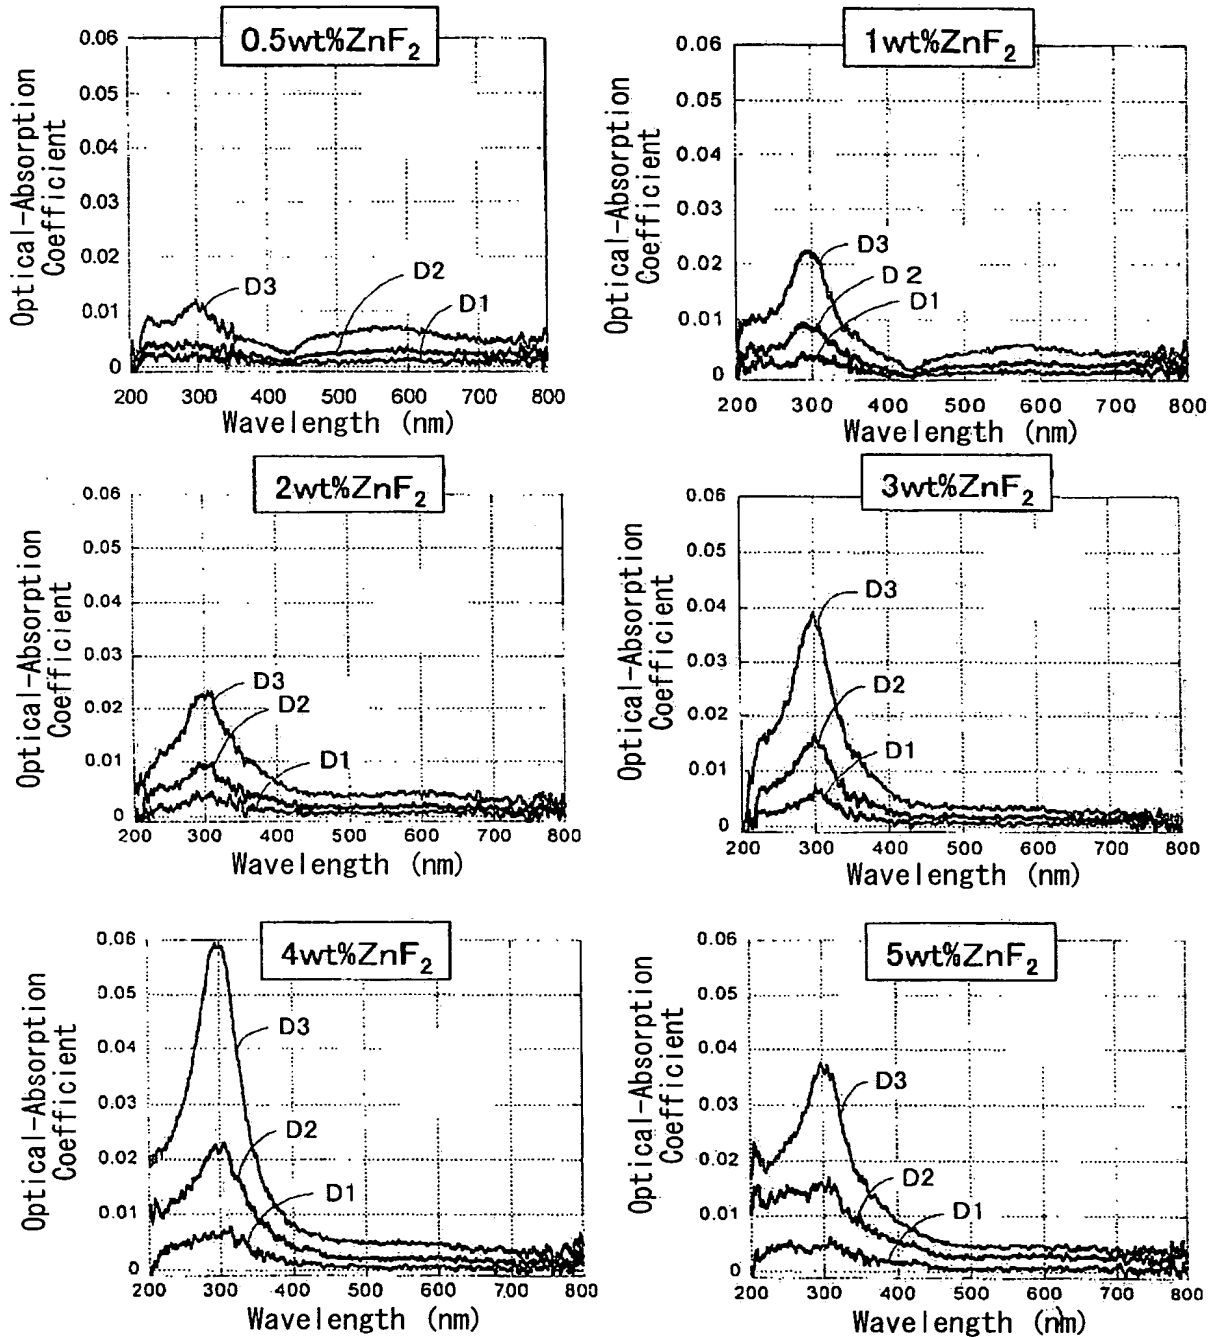 0.5wt%ZnF2
Optical-Absorption
Coefficient
0.06
0.05
0.04
0.03
0.02
0.01
0
D3
D2
D1
200 300 400 500 600 700 800
Wavelength (nm)
1wt%ZnF2
Optical-Absorption
Coefficient
0.06
0.05
0.04
0.03
0.02
0.01
0
D3
D2
D1
200 300 400 500 600 700 800
Wavelength (nm)
2wt%ZnF2
Optical-Absorption
Coefficient
0.06
0.05
0.04
0.03
0.02
0.01
0
D3
D2
D1
200 300 400 500 600 700 800
Wavelength (nm)
3wt%ZnF2
Optical-Absorption
Coefficient
0.06
0.05
0.04
0.03
0.02
0.01
0
D3
D2
D1
200 300 400 500 600 700 800
Wavelength (nm)
4wt%ZnF2
Optical-Absorption
Coefficient
0.06
0.05
0.04
0.03
0.02
0.01
0
D3
D2
D1
200 300 400 500 600 700 800
Wavelength (nm)
5wt%ZnF2
Optical-Absorption
Coefficient
0.06
0.05
0.04
0.03
0.02
0.01
0
D3
D2
D1
200 300 400 500 600 700 800
Wavelength (nm)